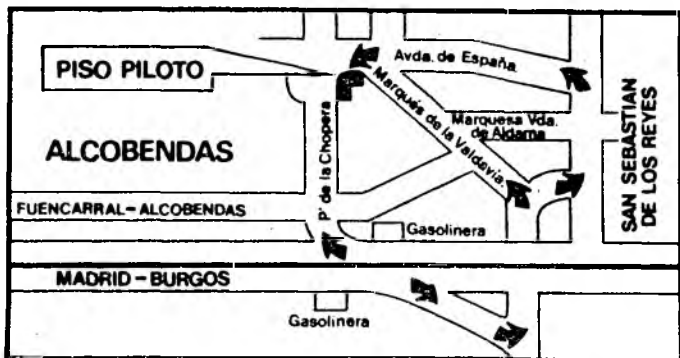 PISO PILOTO
Avda. de España
Marqués de la Valdavia.
Marquesa Vda.
de Aldama
SAN SEBASTIAN
DE LOS REYES
ALCOBENDAS
Pº de la Chopera
FUENCARRAL-ALCOBENDAS
Gasolinera
MADRID-BURGOS
Gasolinera